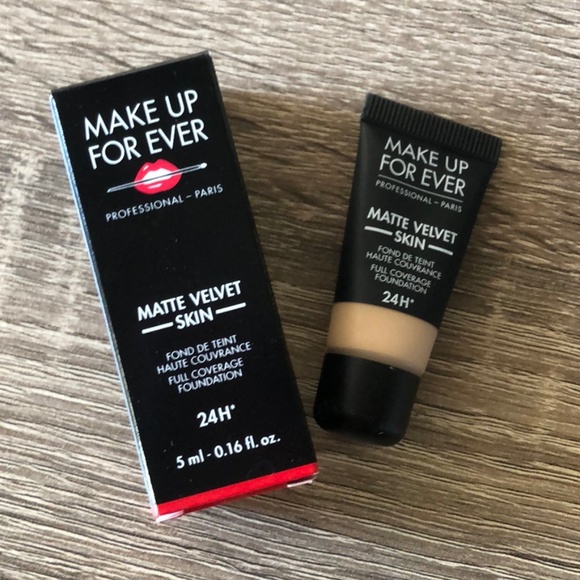 MAKE UP
FOR EVER
PROFESSIONAL – PARIS
MATTE VELVET
SKIN
FOND DE TEINT
HAUTE COUVRANCE
FULL COVERAGE
FOUNDATION
24H*
5 ml - 0.16 fl. oz.
MAKE UP
FOR EVER
PROFESSIONAL – PARIS
MATTE VELVET
SKIN
FOND DE TEINT
HAUTE COUVRANCE
FULL COVERAGE
FOUNDATION
24H*